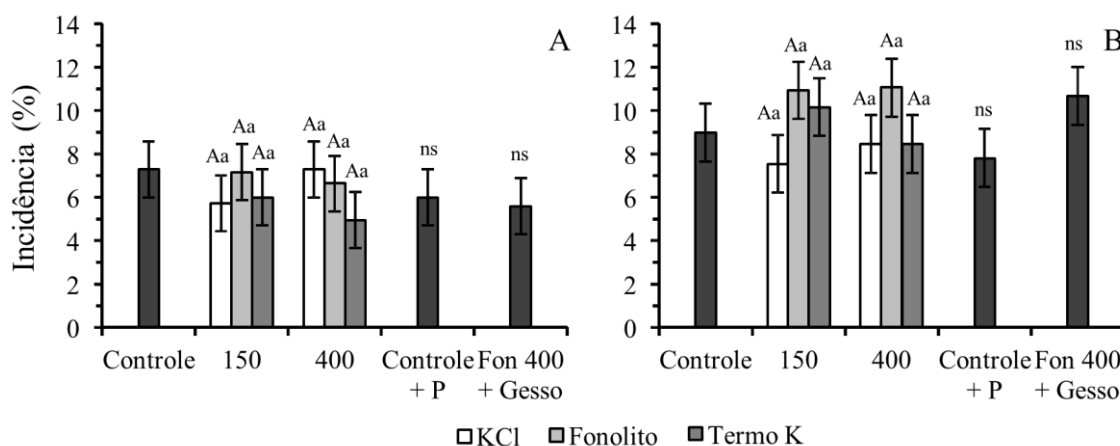 A
B
Incidência (%)
14
12
10
8
6
4
2
0
Aa
Aa
Aa
Aa
Aa
Aa
ns
ns
Controle
150
400
Controle
+ P
Fon 400
+ Gesso
14
12
10
8
6
4
2
0
Aa
Aa
Aa
Aa
Aa
Aa
ns
ns
Controle
150
400
Controle
+ P
Fon 400
+ Gesso
KCl Fonolito Termo K